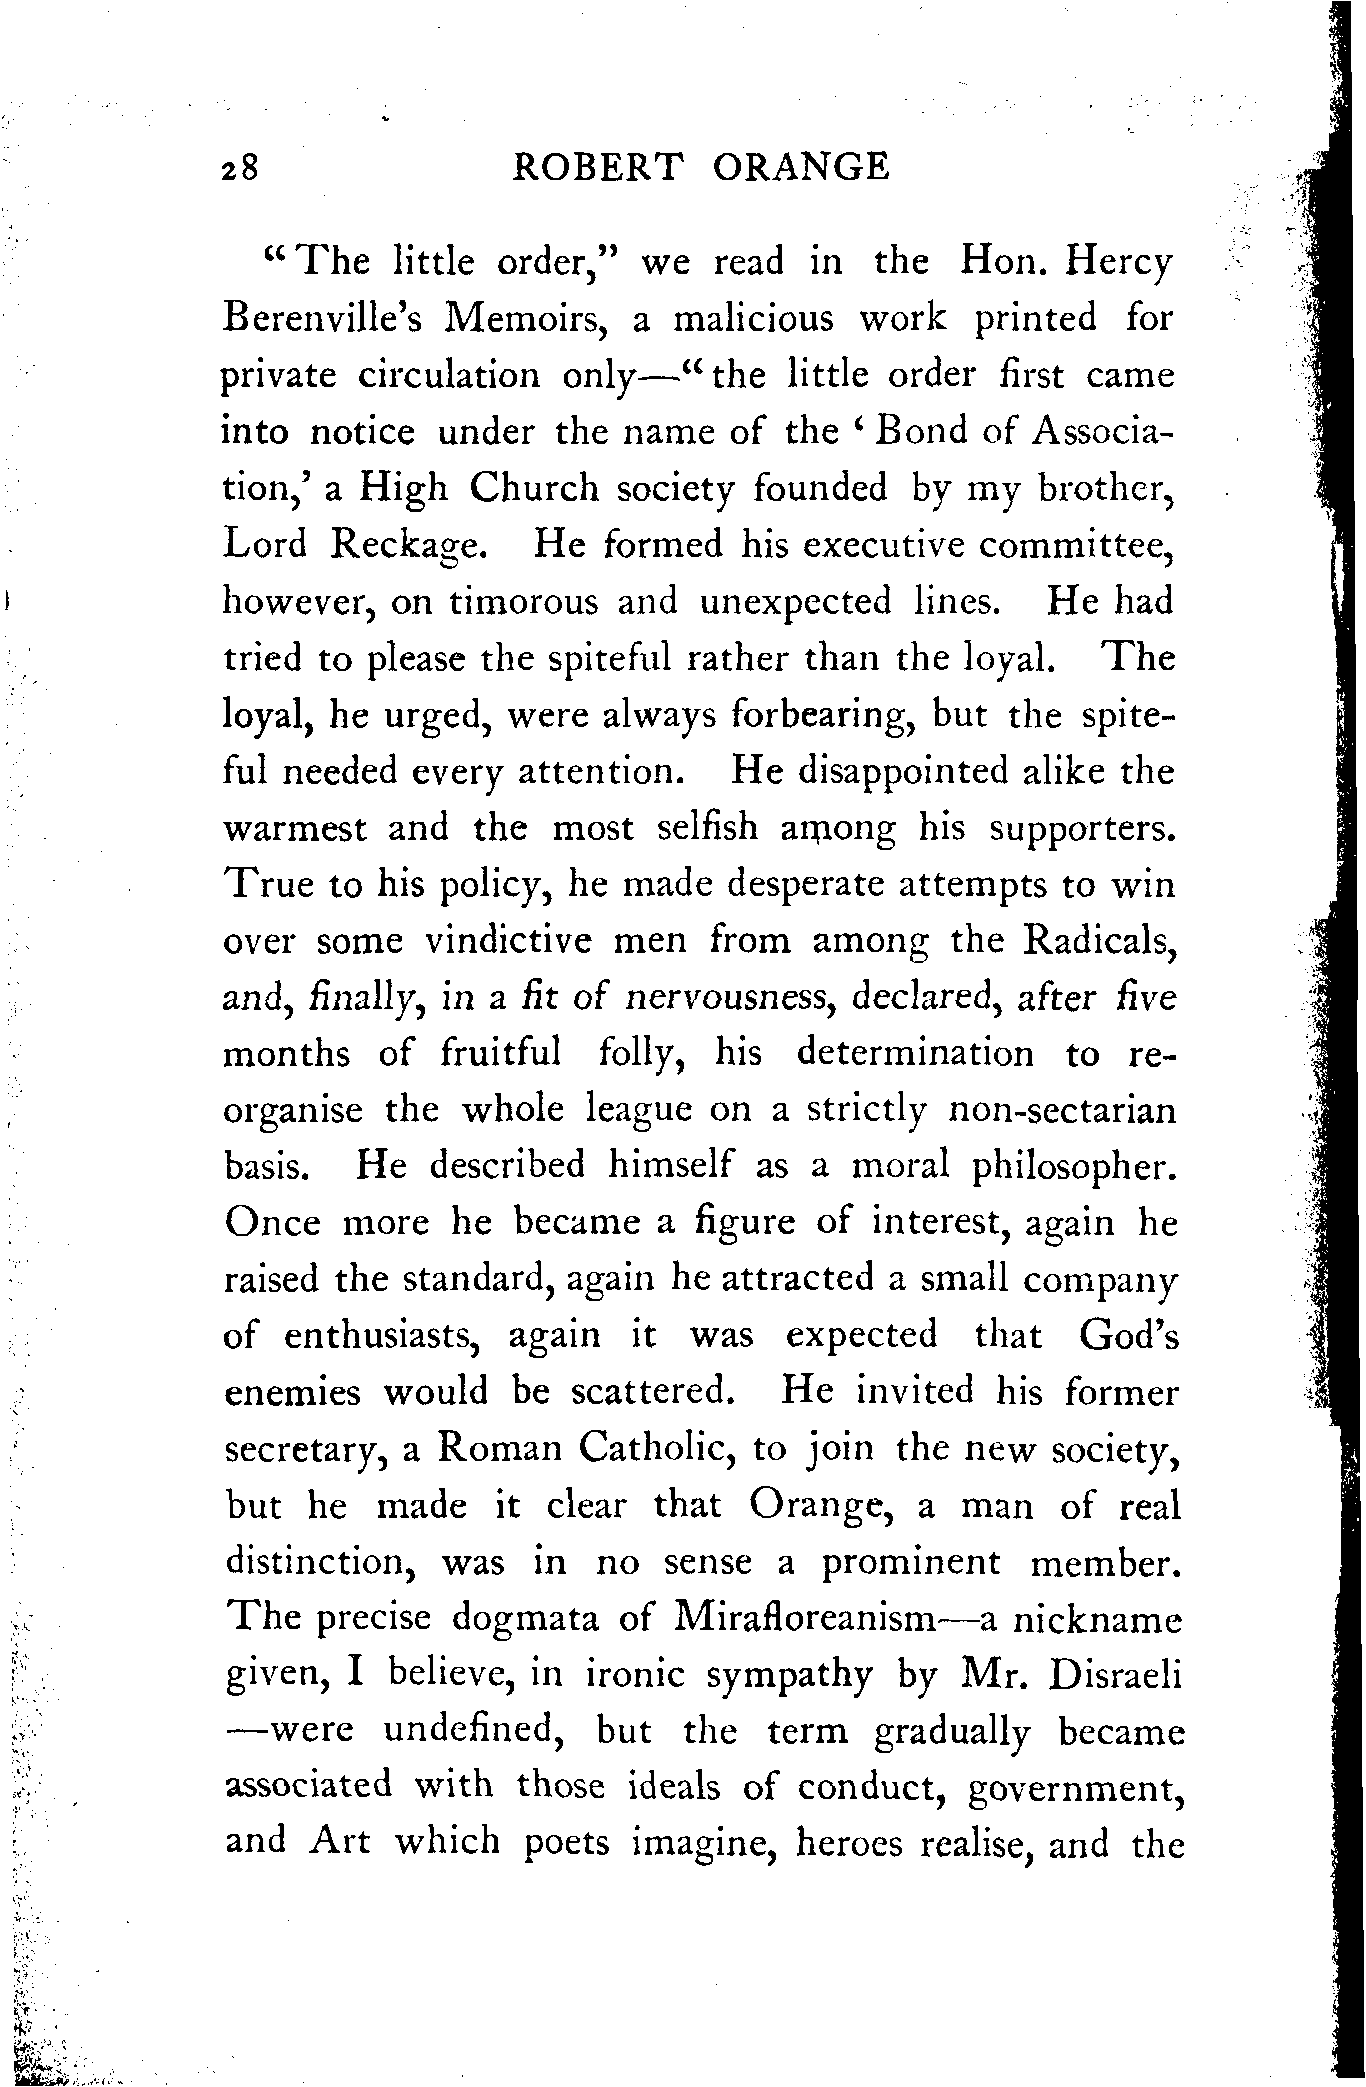 28 ROBERT ORANGE
“The little order,” we read in the Hon. Hercy
Berenville’s Memoirs, a malicious work printed for
private circulation only—“the little order first came
into notice under the name of the ‘Bond of Associa-
tion,’ a High Church society founded by my brother,
Lord Reckage. He formed his executive committee,
however, on timorous and unexpected lines. He had
tried to please the spiteful rather than the loyal. The
loyal, he urged, were always forbearing, but the spite-
ful needed every attention. He disappointed alike the
warmest and the most selfish among his supporters.
True to his policy, he made desperate attempts to win
over some vindictive men from among the Radicals,
and, finally, in a fit of nervousness, declared, after five
months of fruitful folly, his determination to re-
organise the whole league on a strictly non-sectarian
basis. He described himself as a moral philosopher.
Once more he became a figure of interest, again he
raised the standard, again he attracted a small company
of enthusiasts, again it was expected that God’s
enemies would be scattered. He invited his former
secretary, a Roman Catholic, to join the new society,
but he made it clear that Orange, a man of real
distinction, was in no sense a prominent member.
The precise dogmata of Mirafloreanism—a nickname
given, I believe, in ironic sympathy by Mr. Disraeli
—were undefined, but the term gradually became
associated with those ideals of conduct, government,
and Art which poets imagine, heroes realise, and the